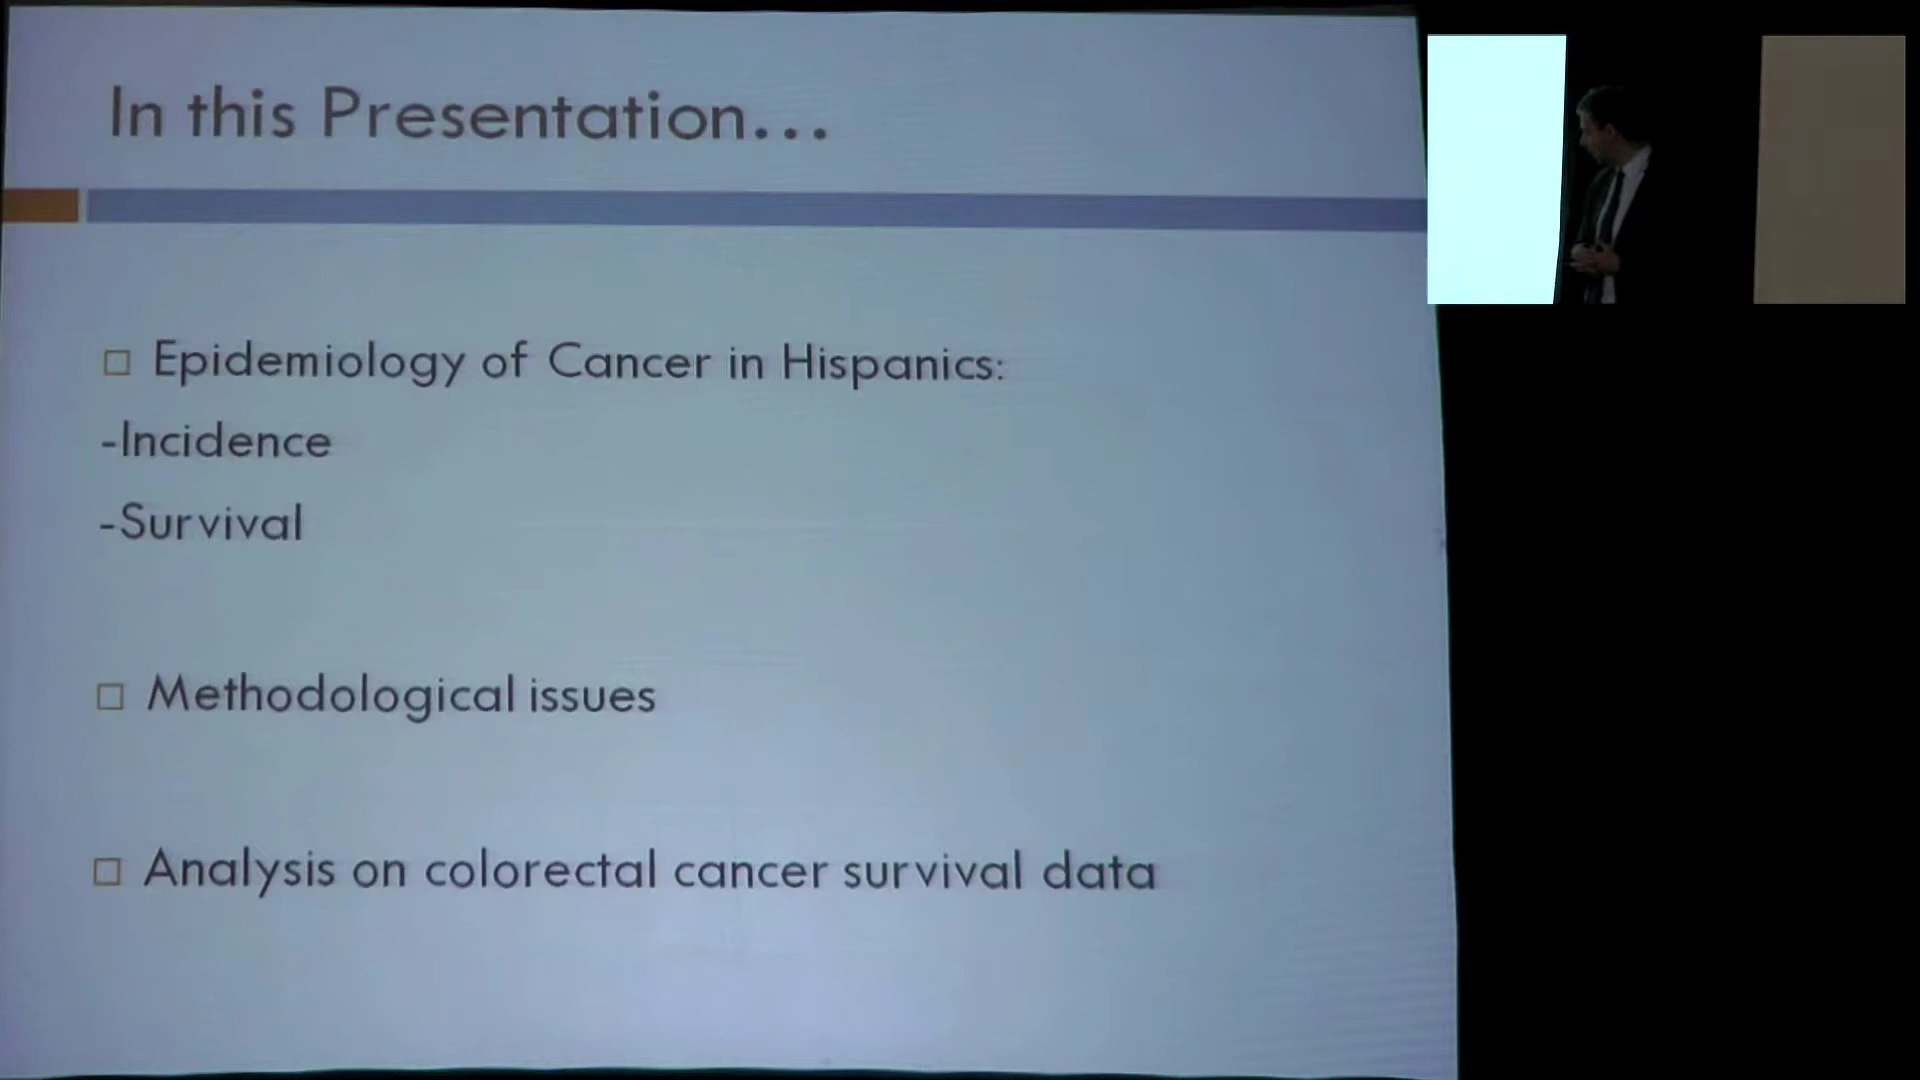 In this Presentation...
Epidemiology of Cancer in Hispanics:
-Incidence
-Survival
Methodological issues
Analysis on colorectal cancer survival data